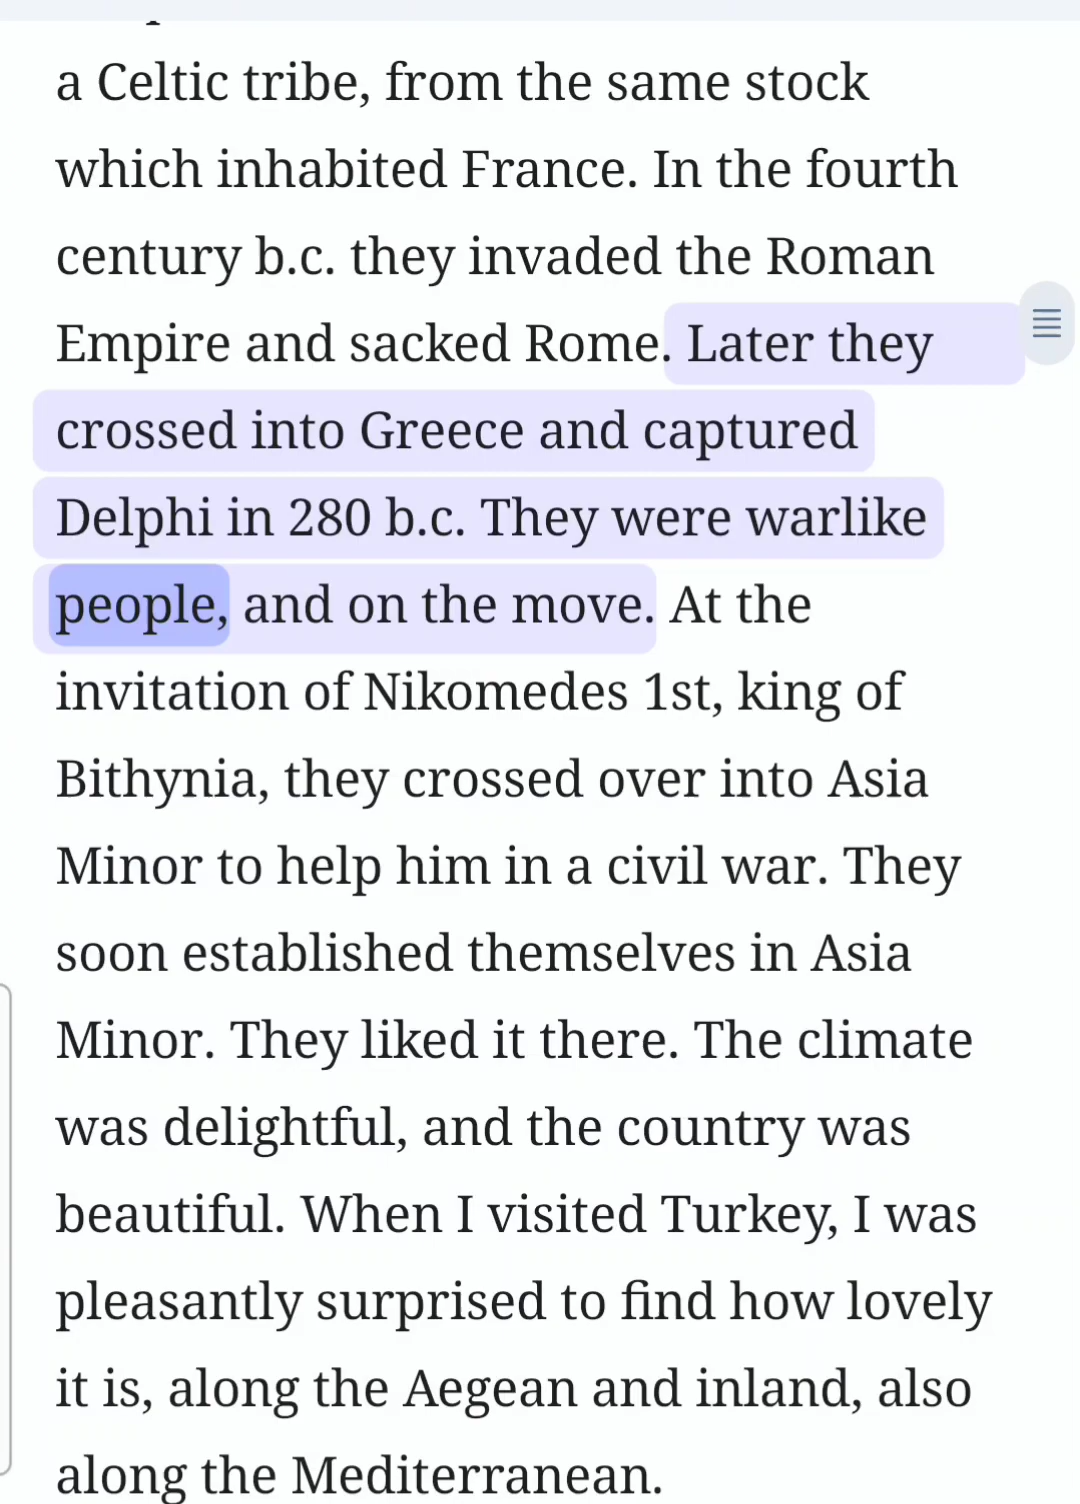 a Celtic tribe, from the same stock
which inhabited France. In the fourth
century b.c. they invaded the Roman
Empire and sacked Rome. Later they
crossed into Greece and captured
Delphi in 280 b.c. They were warlike
people, and on the move. At the
invitation of Nikomedes 1st, king of
Bithynia, they crossed over into Asia
Minor to help him in a civil war. They
soon established themselves in Asia
Minor. They liked it there. The climate
was delightful, and the country was
beautiful. When I visited Turkey, I was
pleasantly surprised to find how lovely
it is, along the Aegean and inland, also
along the Mediterranean.